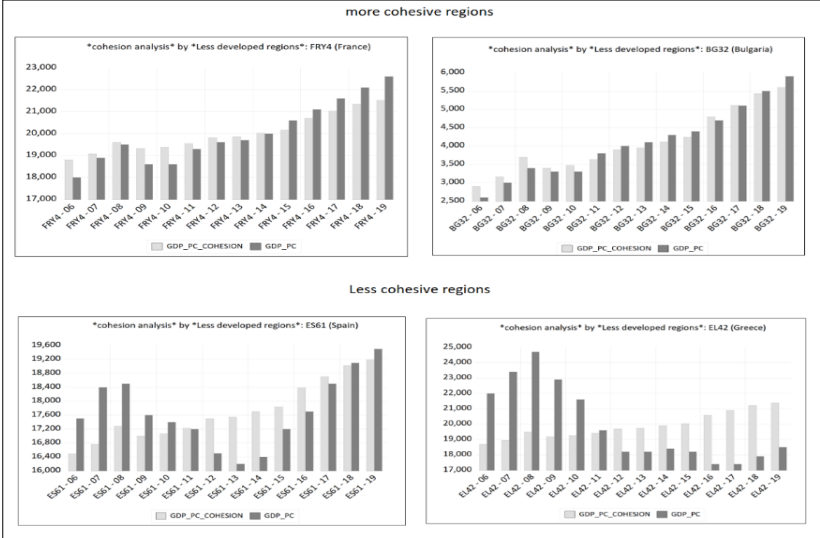 more cohesive regions
*cohesion analysis* by *Less developed regions*: FRY4 (France)
23,000
22,000
21,000
20,000
19,000
18,000
17,000
FRY4 - 06
FRY4 - 07
FRY4 - 08
FRY4 - 09
FRY4 - 10
FRY4 - 11
FRY4 - 12
FRY4 - 13
FRY4 - 14
FRY4 - 15
FRY4 - 16
FRY4 - 17
FRY4 - 18
FRY4 - 19
GDP_PC_COHESION GDP_PC
*cohesion analysis* by *Less developed regions*: BG32 (Bulgaria)
6,000
5,500
5,000
4,500
4,000
3,500
3,000
2,500
BG32 - 06
BG32 - 07
BG32 - 08
BG32 - 09
BG32 - 10
BG32 - 11
BG32 - 12
BG32 - 13
BG32 - 14
BG32 - 15
BG32 - 16
BG32 - 17
BG32 - 18
BG32 - 19
GDP_PC_COHESION GDP_PC
Less cohesive regions
*cohesion analysis* by *Less developed regions*: ES61 (Spain)
19,600
19,200
18,800
18,400
18,000
17,600
17,200
16,800
16,400
16,000
ES61 - 06
ES61 - 07
ES61 - 08
ES61 - 09
ES61 - 10
ES61 - 11
ES61 - 12
ES61 - 13
ES61 - 14
ES61 - 15
ES61 - 16
ES61 - 17
ES61 - 18
ES61 - 19
GDP_PC_COHESION GDP_PC
*cohesion analysis* by *Less developed regions*: EL42 (Greece)
25,000
24,000
23,000
22,000
21,000
20,000
19,000
18,000
17,000
EL42 - 06
EL42 - 07
EL42 - 08
EL42 - 09
EL42 - 10
EL42 - 11
EL42 - 12
EL42 - 13
EL42 - 14
EL42 - 15
EL42 - 16
EL42 - 17
EL42 - 18
EL42 - 19
GDP_PC_COHESION GDP_PC